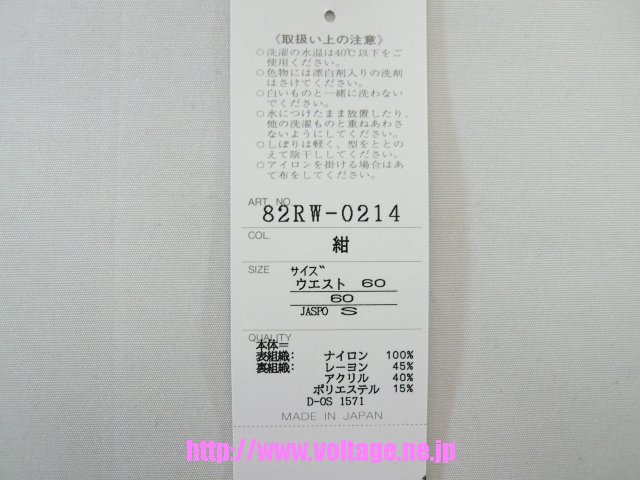 《取扱い上の注意》
○洗濯の水温は40℃以下をご
使用ください。
○色物には漂白剤入りの洗剤
はさけてください。
○白いものと一緒に洗わない
でください。
○水につけたまま放置したり、
他の洗濯ものと重ねあわさ
ないようにしてください。
○しぼりは軽く、型をととの
えて陰干ししてください。
○アイロンを掛ける場合はあ
て布をしてください。
ART. NO.
82RW-0214
COL.
紺
SIZE
サイズ
ウエスト 60
60
JASPO S
QUALITY
本体=
表組織: ナイロン 100%
裏組織: レーヨン 45%
アクリル 40%
ポリエステル 15%
D-OS 1571
MADE IN JAPAN
http://www.voltage.ne.jp